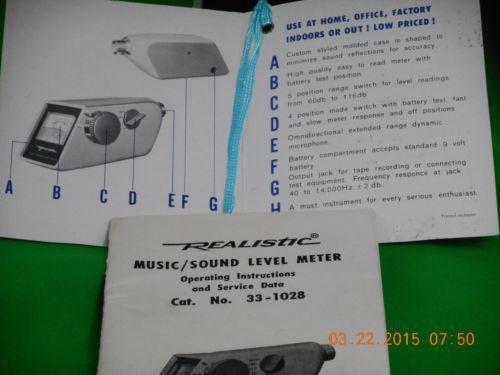 USE AT HOME, OFFICE, FACTORY
INDOORS OR OUT ! LOW PRICED !
A Custom styled molded case is shaped to
minimize sound reflections for accuracy.
B High quality easy to read meter with
battery test position.
C 5 position range switch for level readings
from 60db to 116db.
D 4 position mode switch with battery test, fast
and slow meter response and off positions.
E Omnidirectional extended range dynamic
microphone.
F Battery compartment accepts standard 9 volt
battery.
G Output jack for tape recording or connecting
test equipment. Frequency responce at jack
40 to 14,000Hz ±2 db.
H A must instrument for every serious enthusiast.
Printed in Japan
A B C D E F G
REALISTIC®
MUSIC/SOUND LEVEL METER
Operating Instructions
and Service Data
Cat. No. 33-1028
03.22.2015 07:50